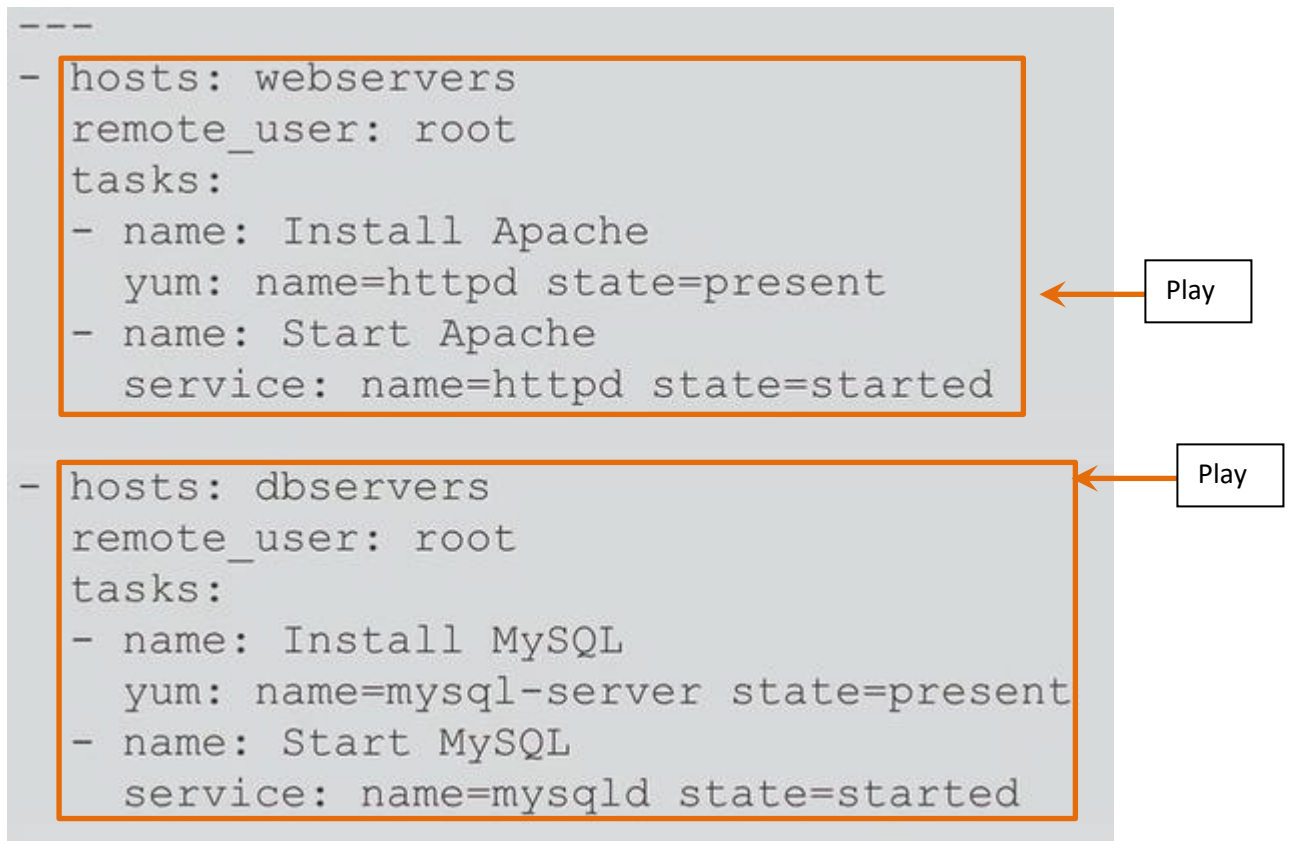 ---
- hosts: webservers
  remote_user: root
  tasks:
  - name: Install Apache
    yum: name=httpd state=present
  - name: Start Apache
    service: name=httpd state=started
Play
- hosts: dbservers
  remote_user: root
  tasks:
  - name: Install MySQL
    yum: name=mysql-server state=present
  - name: Start MySQL
    service: name=mysqld state=started
Play